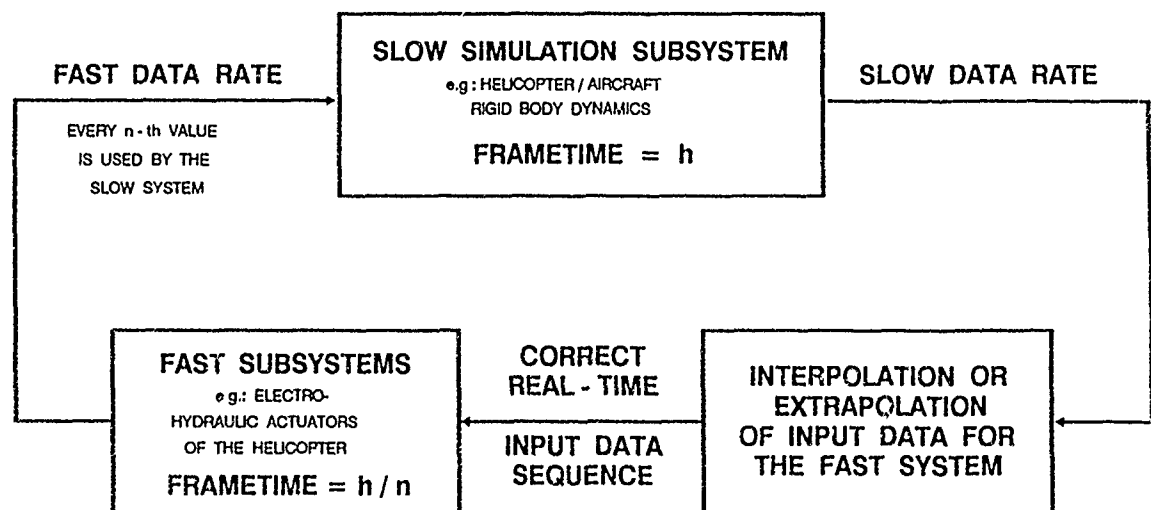 SLOW SIMULATION SUBSYSTEM
e.g : HELICOPTER / AIRCRAFT
RIGID BODY DYNAMICS
FRAMETIME = h
FAST DATA RATE
EVERY n - th VALUE
IS USED BY THE
SLOW SYSTEM
SLOW DATA RATE
FAST SUBSYSTEMS
e g.: ELECTRO-
HYDRAULIC ACTUATORS
OF THE HELICOPTER
FRAMETIME = h / n
CORRECT
REAL - TIME
INPUT DATA
SEQUENCE
INTERPOLATION OR
EXTRAPOLATION
OF INPUT DATA FOR
THE FAST SYSTEM